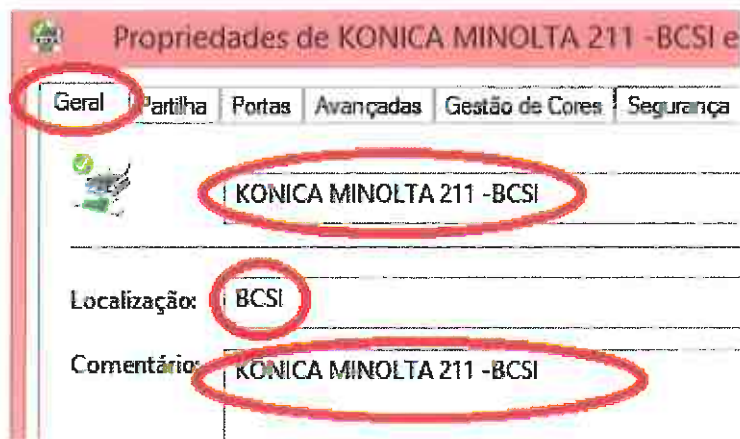 Propriedades de KONICA MINOLTA 211 -BCSI e
Geral Partilha Portas Avançadas Gestão de Cores Segurança
KONICA MINOLTA 211 -BCSI
Localização: BCSI
Comentário: KONICA MINOLTA 211 -BCSI